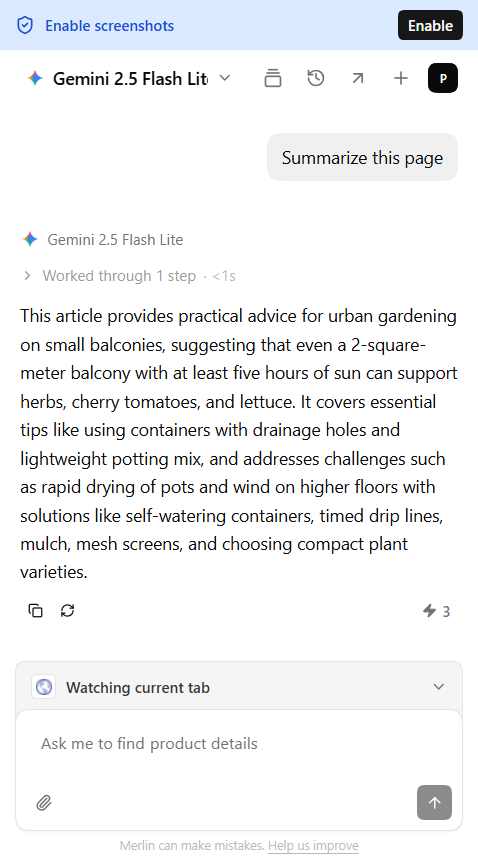 Enable screenshots
Enable
Gemini 2.5 Flash Lit
P
Summarize this page
Gemini 2.5 Flash Lite
Worked through 1 step · <1s
This article provides practical advice for urban gardening
on small balconies, suggesting that even a 2-square-
meter balcony with at least five hours of sun can support
herbs, cherry tomatoes, and lettuce. It covers essential
tips like using containers with drainage holes and
lightweight potting mix, and addresses challenges such
as rapid drying of pots and wind on higher floors with
solutions like self-watering containers, timed drip lines,
mulch, mesh screens, and choosing compact plant
varieties.
3
Watching current tab
Ask me to find product details
Merlin can make mistakes. Help us improve